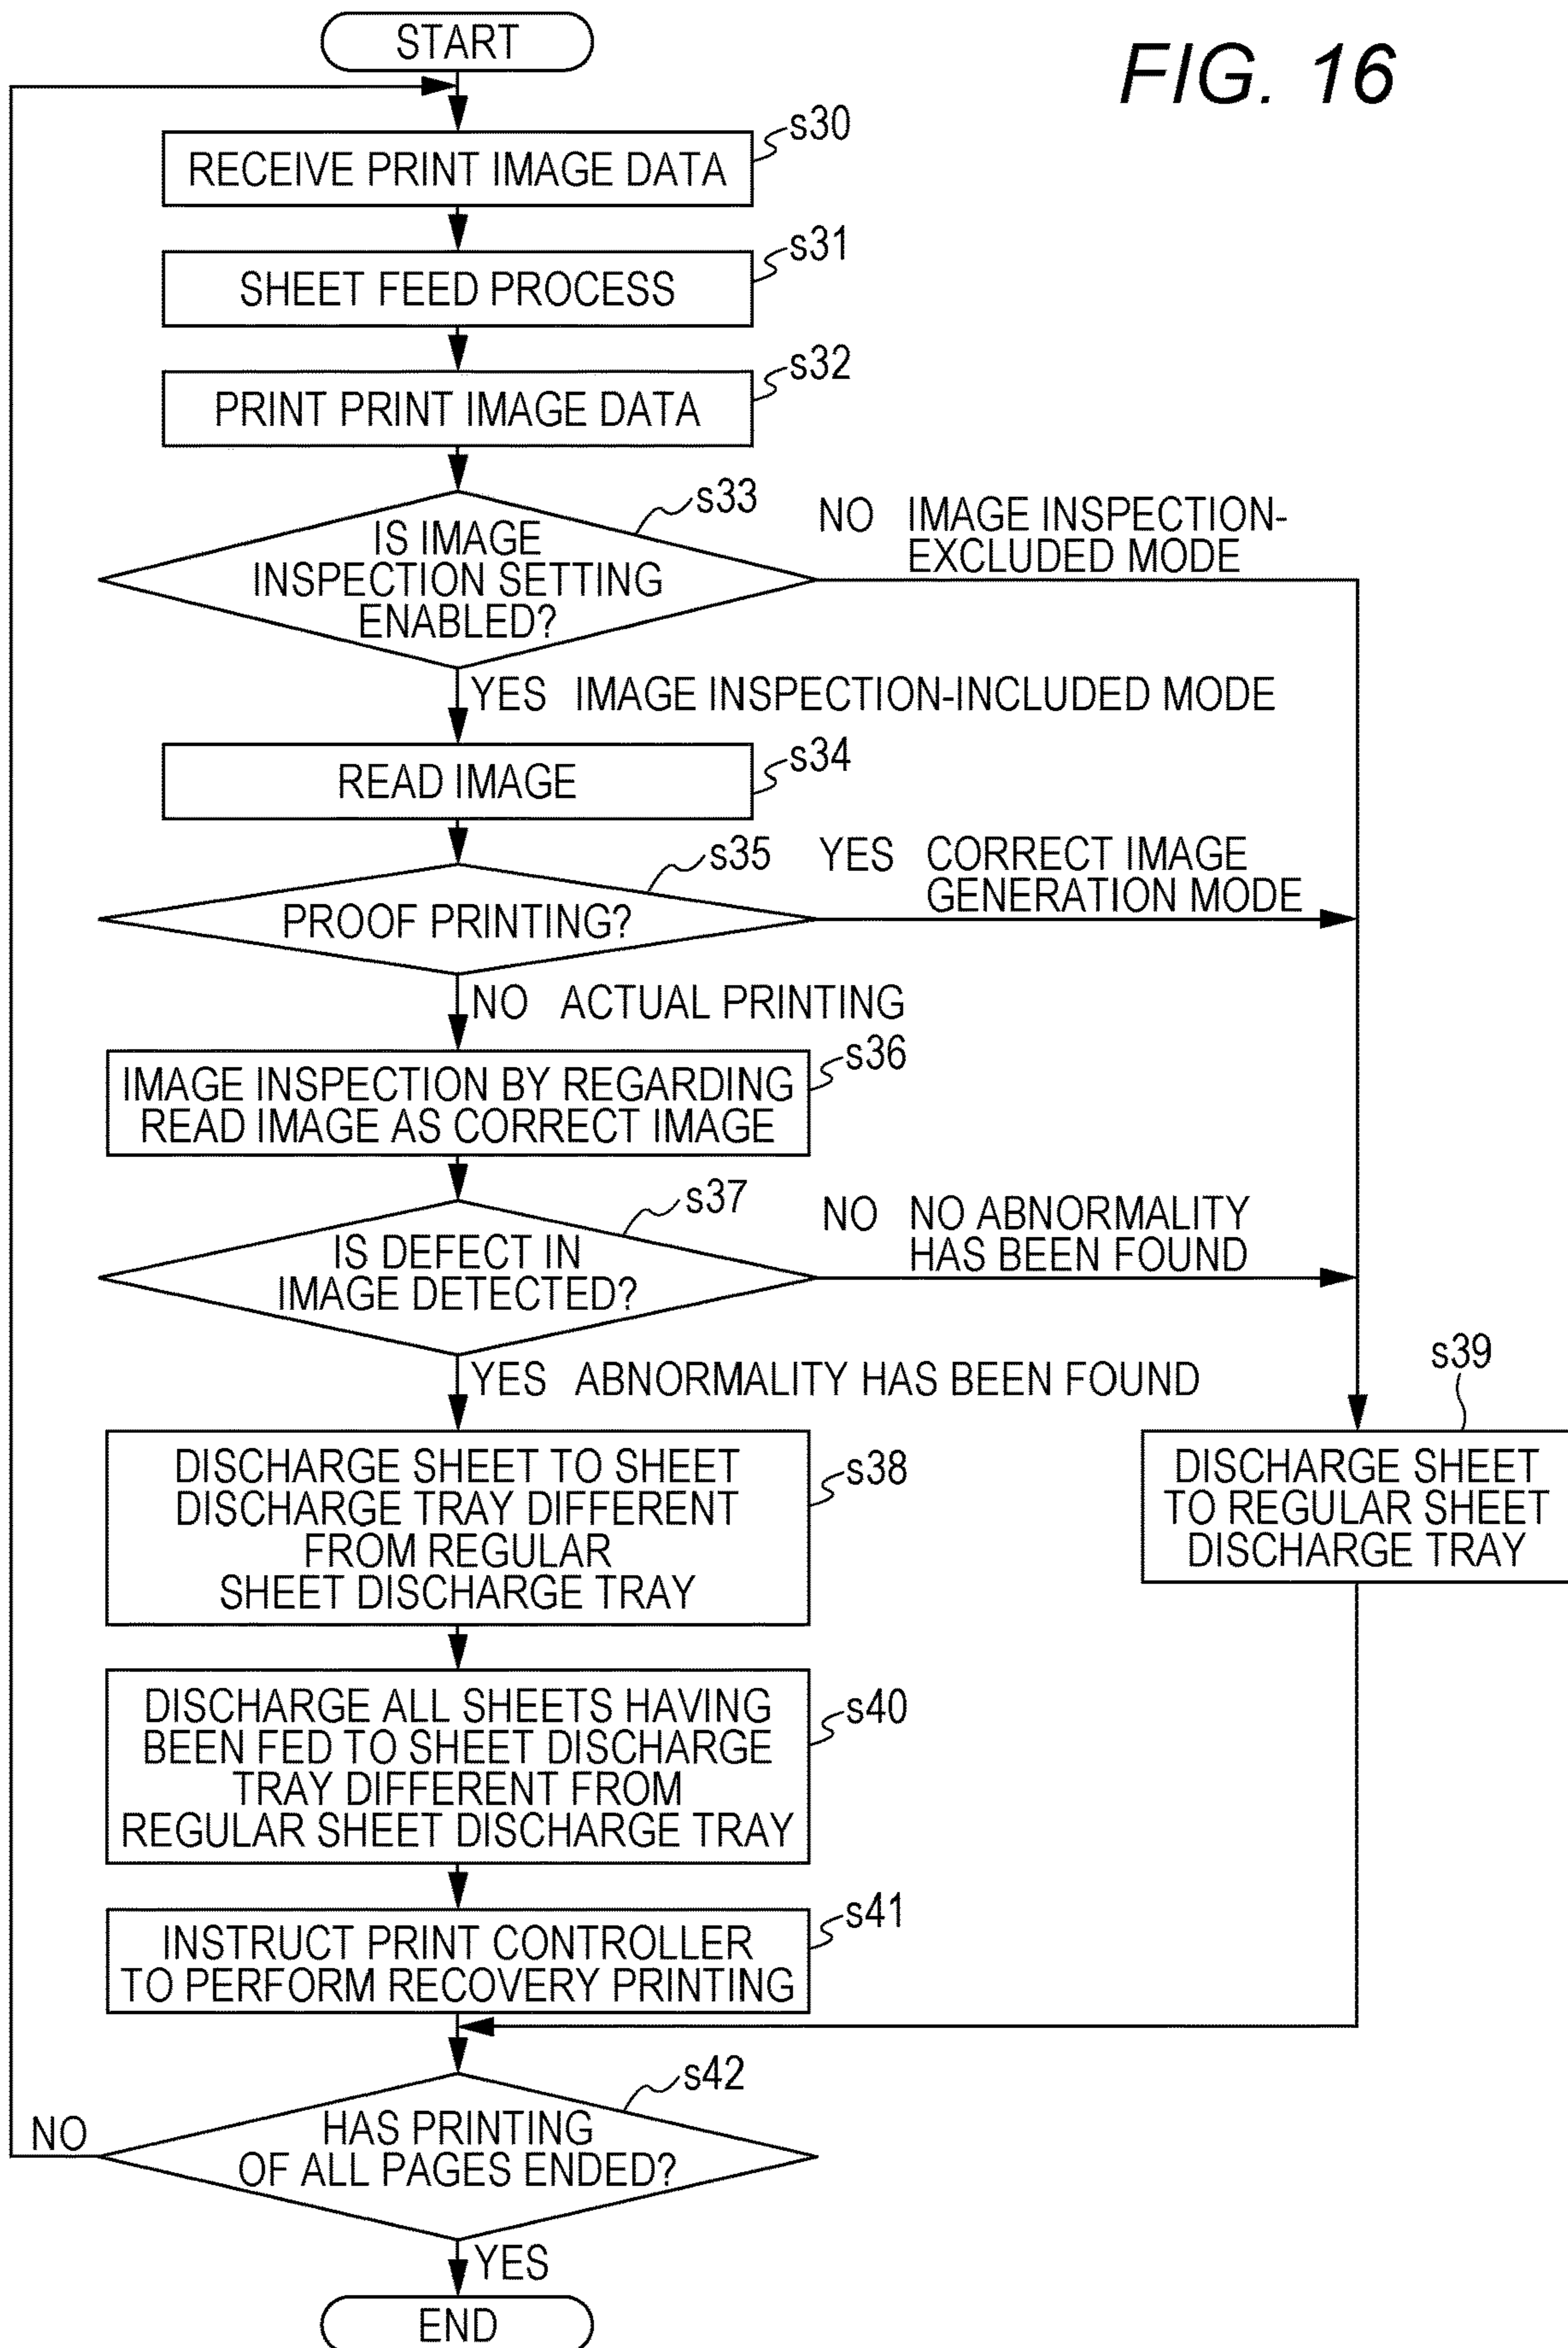 START
FIG. 16
s30
RECEIVE PRINT IMAGE DATA
s31
SHEET FEED PROCESS
s32
PRINT PRINT IMAGE DATA
s33
IS IMAGE
INSPECTION SETTING
ENABLED?
NO IMAGE INSPECTION-
EXCLUDED MODE
YES IMAGE INSPECTION-INCLUDED MODE
s34
READ IMAGE
s35
PROOF PRINTING?
YES CORRECT IMAGE
GENERATION MODE
NO ACTUAL PRINTING
s36
IMAGE INSPECTION BY REGARDING
READ IMAGE AS CORRECT IMAGE
s37
IS DEFECT IN
IMAGE DETECTED?
NO NO ABNORMALITY
HAS BEEN FOUND
YES ABNORMALITY HAS BEEN FOUND
s38
DISCHARGE SHEET TO SHEET
DISCHARGE TRAY DIFFERENT
FROM REGULAR
SHEET DISCHARGE TRAY
s39
DISCHARGE SHEET
TO REGULAR SHEET
DISCHARGE TRAY
s40
DISCHARGE ALL SHEETS HAVING
BEEN FED TO SHEET DISCHARGE
TRAY DIFFERENT FROM
REGULAR SHEET DISCHARGE TRAY
s41
INSTRUCT PRINT CONTROLLER
TO PERFORM RECOVERY PRINTING
s42
HAS PRINTING
OF ALL PAGES ENDED?
NO
YES
END